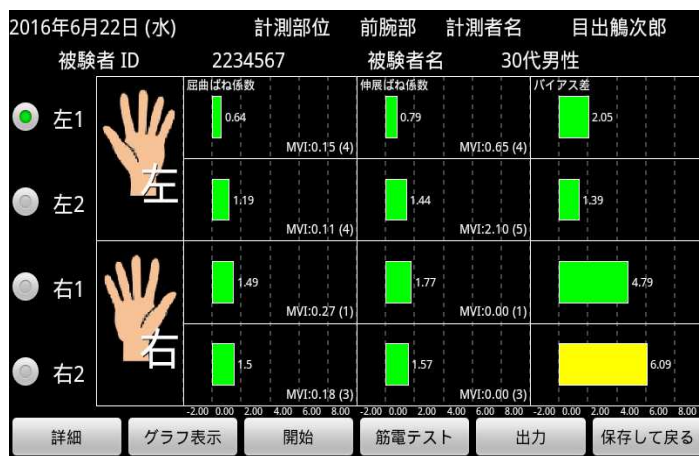 2016年6月22日 (水) 計測部位 前腕部 計測者名 目出鯛次郎
被験者 ID 2234567 被験者名 30代男性
屈曲ばね係数 伸展ばね係数 バイアス差
左1 左 0.64 MVI:0.15 (4) 0.79 MVI:0.65 (4) 2.05
左2 1.19 MVI:0.11 (4) 1.44 MVI:2.10 (5) 1.39
右1 右 1.49 MVI:0.27 (1) 1.77 MVI:0.00 (1) 4.79
右2 1.5 MVI:0.18 (3) 1.57 MVI:0.00 (3) 6.09
-2.00 0.00 2.00 4.00 6.00 8.00 -2.00 0.00 2.00 4.00 6.00 8.00 -2.00 0.00 2.00 4.00 6.00 8.00
詳細 グラフ表示 開始 筋電テスト 出力 保存して戻る